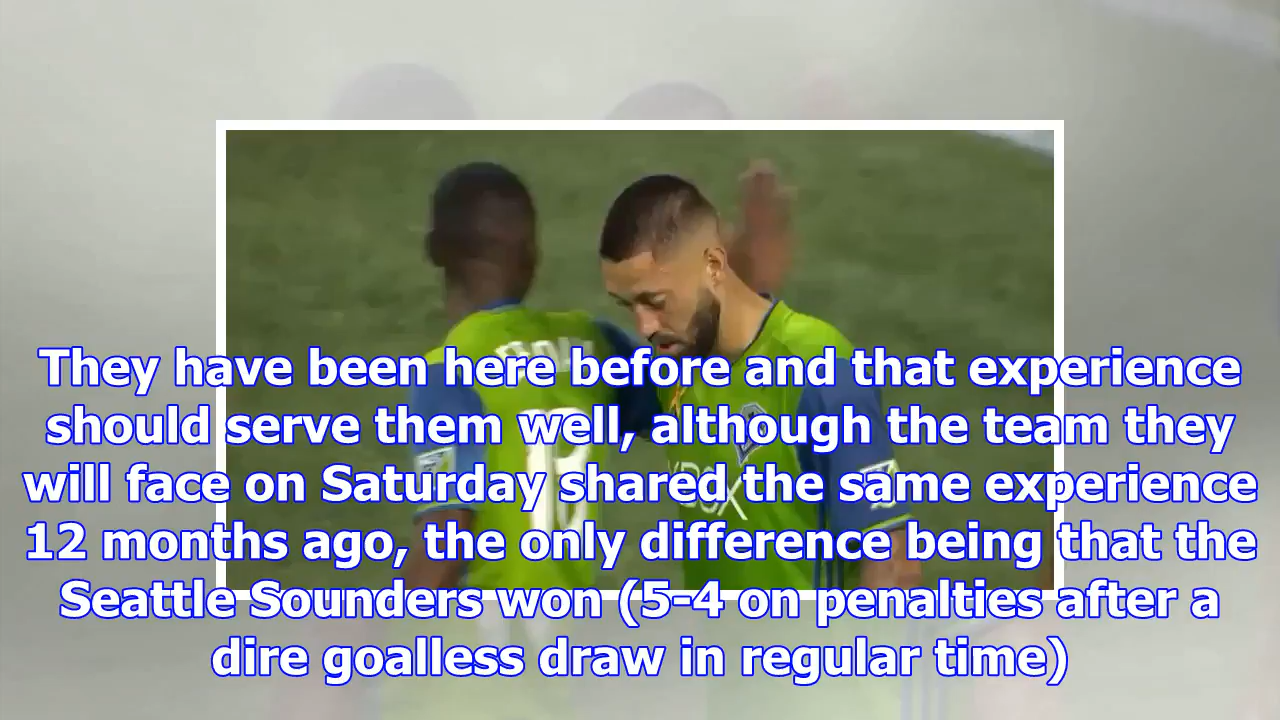 They have been here before and that experience
should serve them well, although the team they
will face on Saturday shared the same experience
12 months ago, the only difference being that the
Seattle Sounders won (5-4 on penalties after a
dire goalless draw in regular time)
18
XBOX